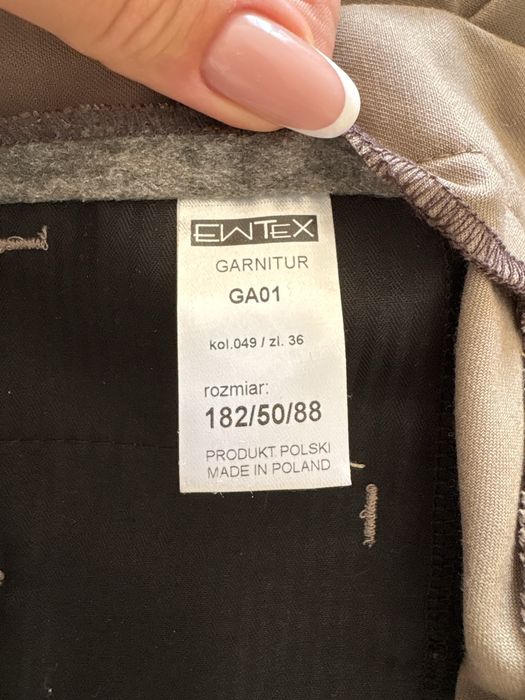 EWTEX
GARNITUR
GA01
kol.049 / zl. 36
rozmiar:
182/50/88
PRODUKT POLSKI
MADE IN POLAND